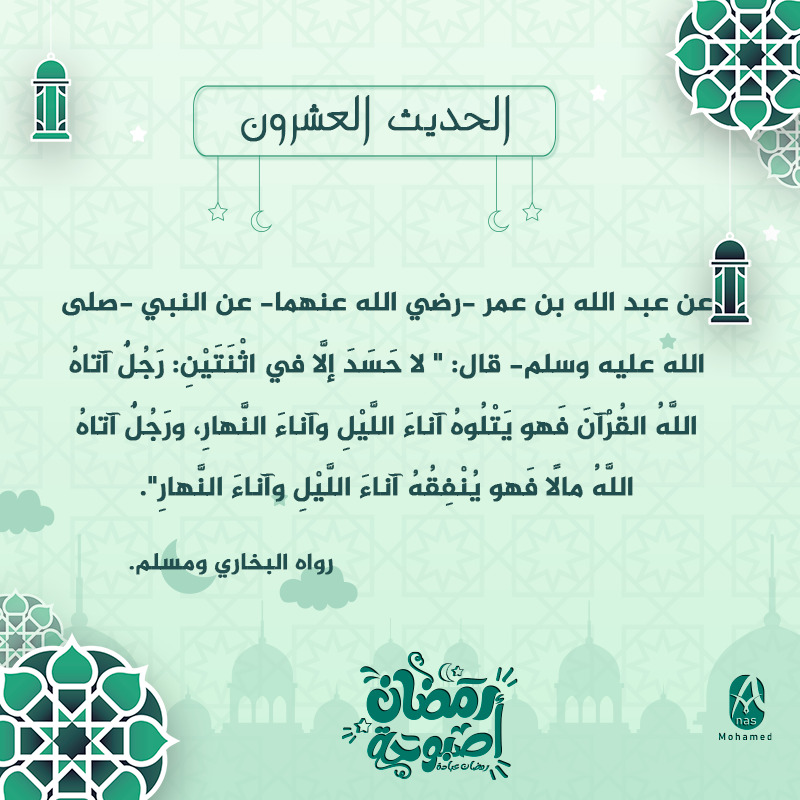 الحديث العشرون
عن عبد الله بن عمر -رضي الله عنهما- عن النبي -صلى
الله عليه وسلم- قال: " لا حَسَدَ إلَّا في اثْنَتَيْنِ: رَجُلٌ آتاهُ
اللَّهُ القُرْآنَ فَهو يَتْلُوهُ آناءَ اللَّيْلِ وآناءَ النَّهارِ، ورَجُلٌ آتاهُ
اللَّهُ مالًا فَهو يُنْفِقُهُ آناءَ اللَّيْلِ وآناءَ النَّهارِ".
رواه البخاري ومسلم.
رمضان
أصبوحة
رمضان عبادة
Anas
Mohamed